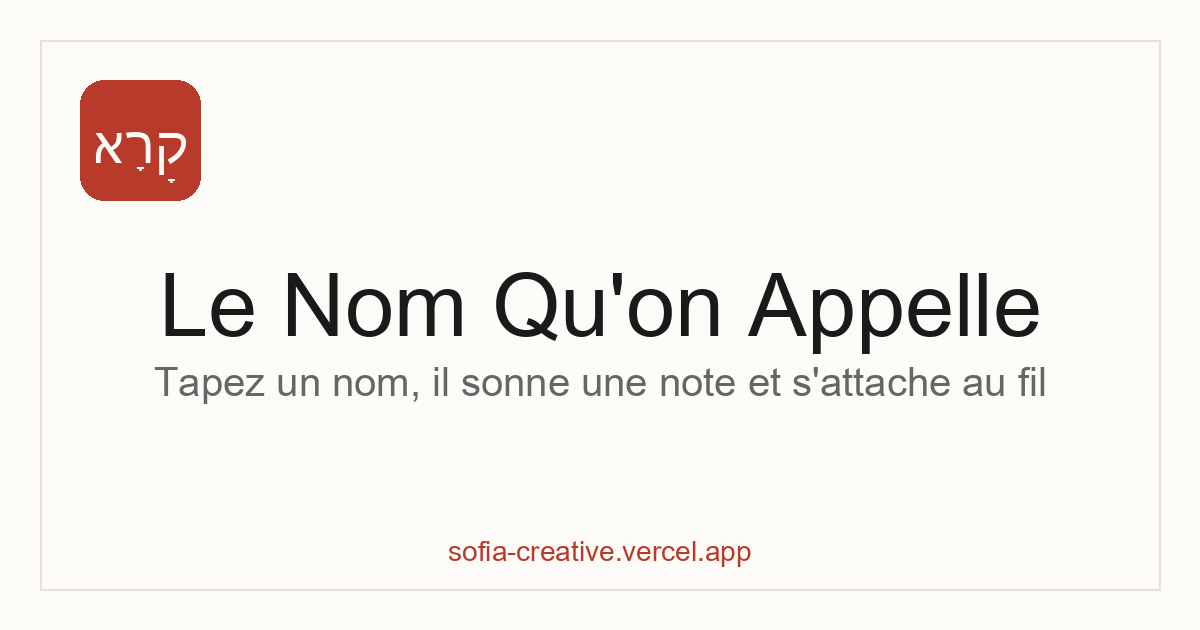 קָרָא
Le Nom Qu'on Appelle
Tapez un nom, il sonne une note et s'attache au fil
sofia-creative.vercel.app